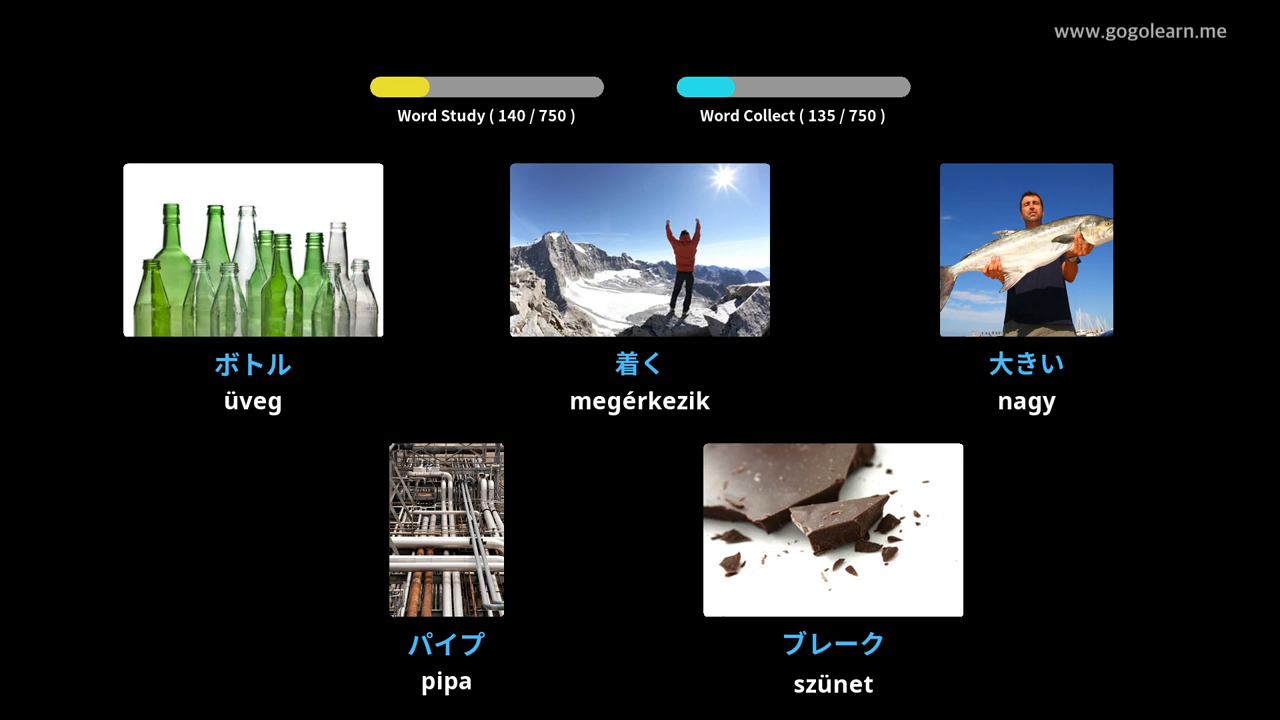 www.gogolearn.me
Word Study ( 140 / 750 )
Word Collect ( 135 / 750 )
ボトル
üveg
着く
megérkezik
大きい
nagy
パイプ
pipa
ブレーク
szünet